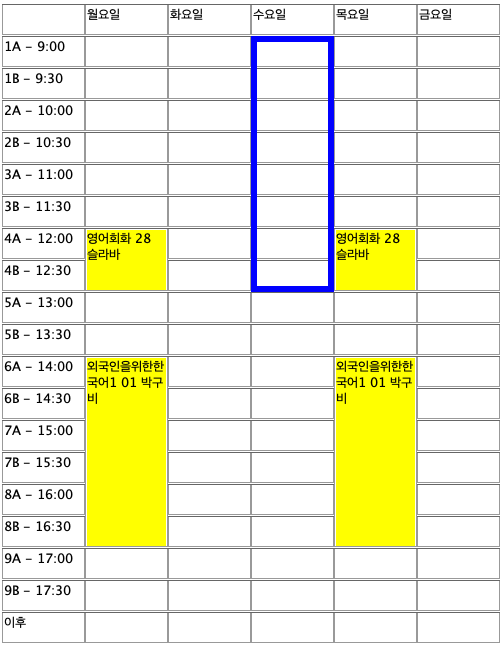 월요일 화요일 수요일 목요일 금요일
1A - 9:00
1B - 9:30
2A - 10:00
2B - 10:30
3A - 11:00
3B - 11:30
4A - 12:00 영어회화 28 영어회화 28
슬라바 슬라바
4B - 12:30
5A - 13:00
5B - 13:30
6A - 14:00 외국인을위한한 외국인을위한한
국어1 01 박구 국어1 01 박구
6B - 14:30 비 비
7A - 15:00
7B - 15:30
8A - 16:00
8B - 16:30
9A - 17:00
9B - 17:30
이후